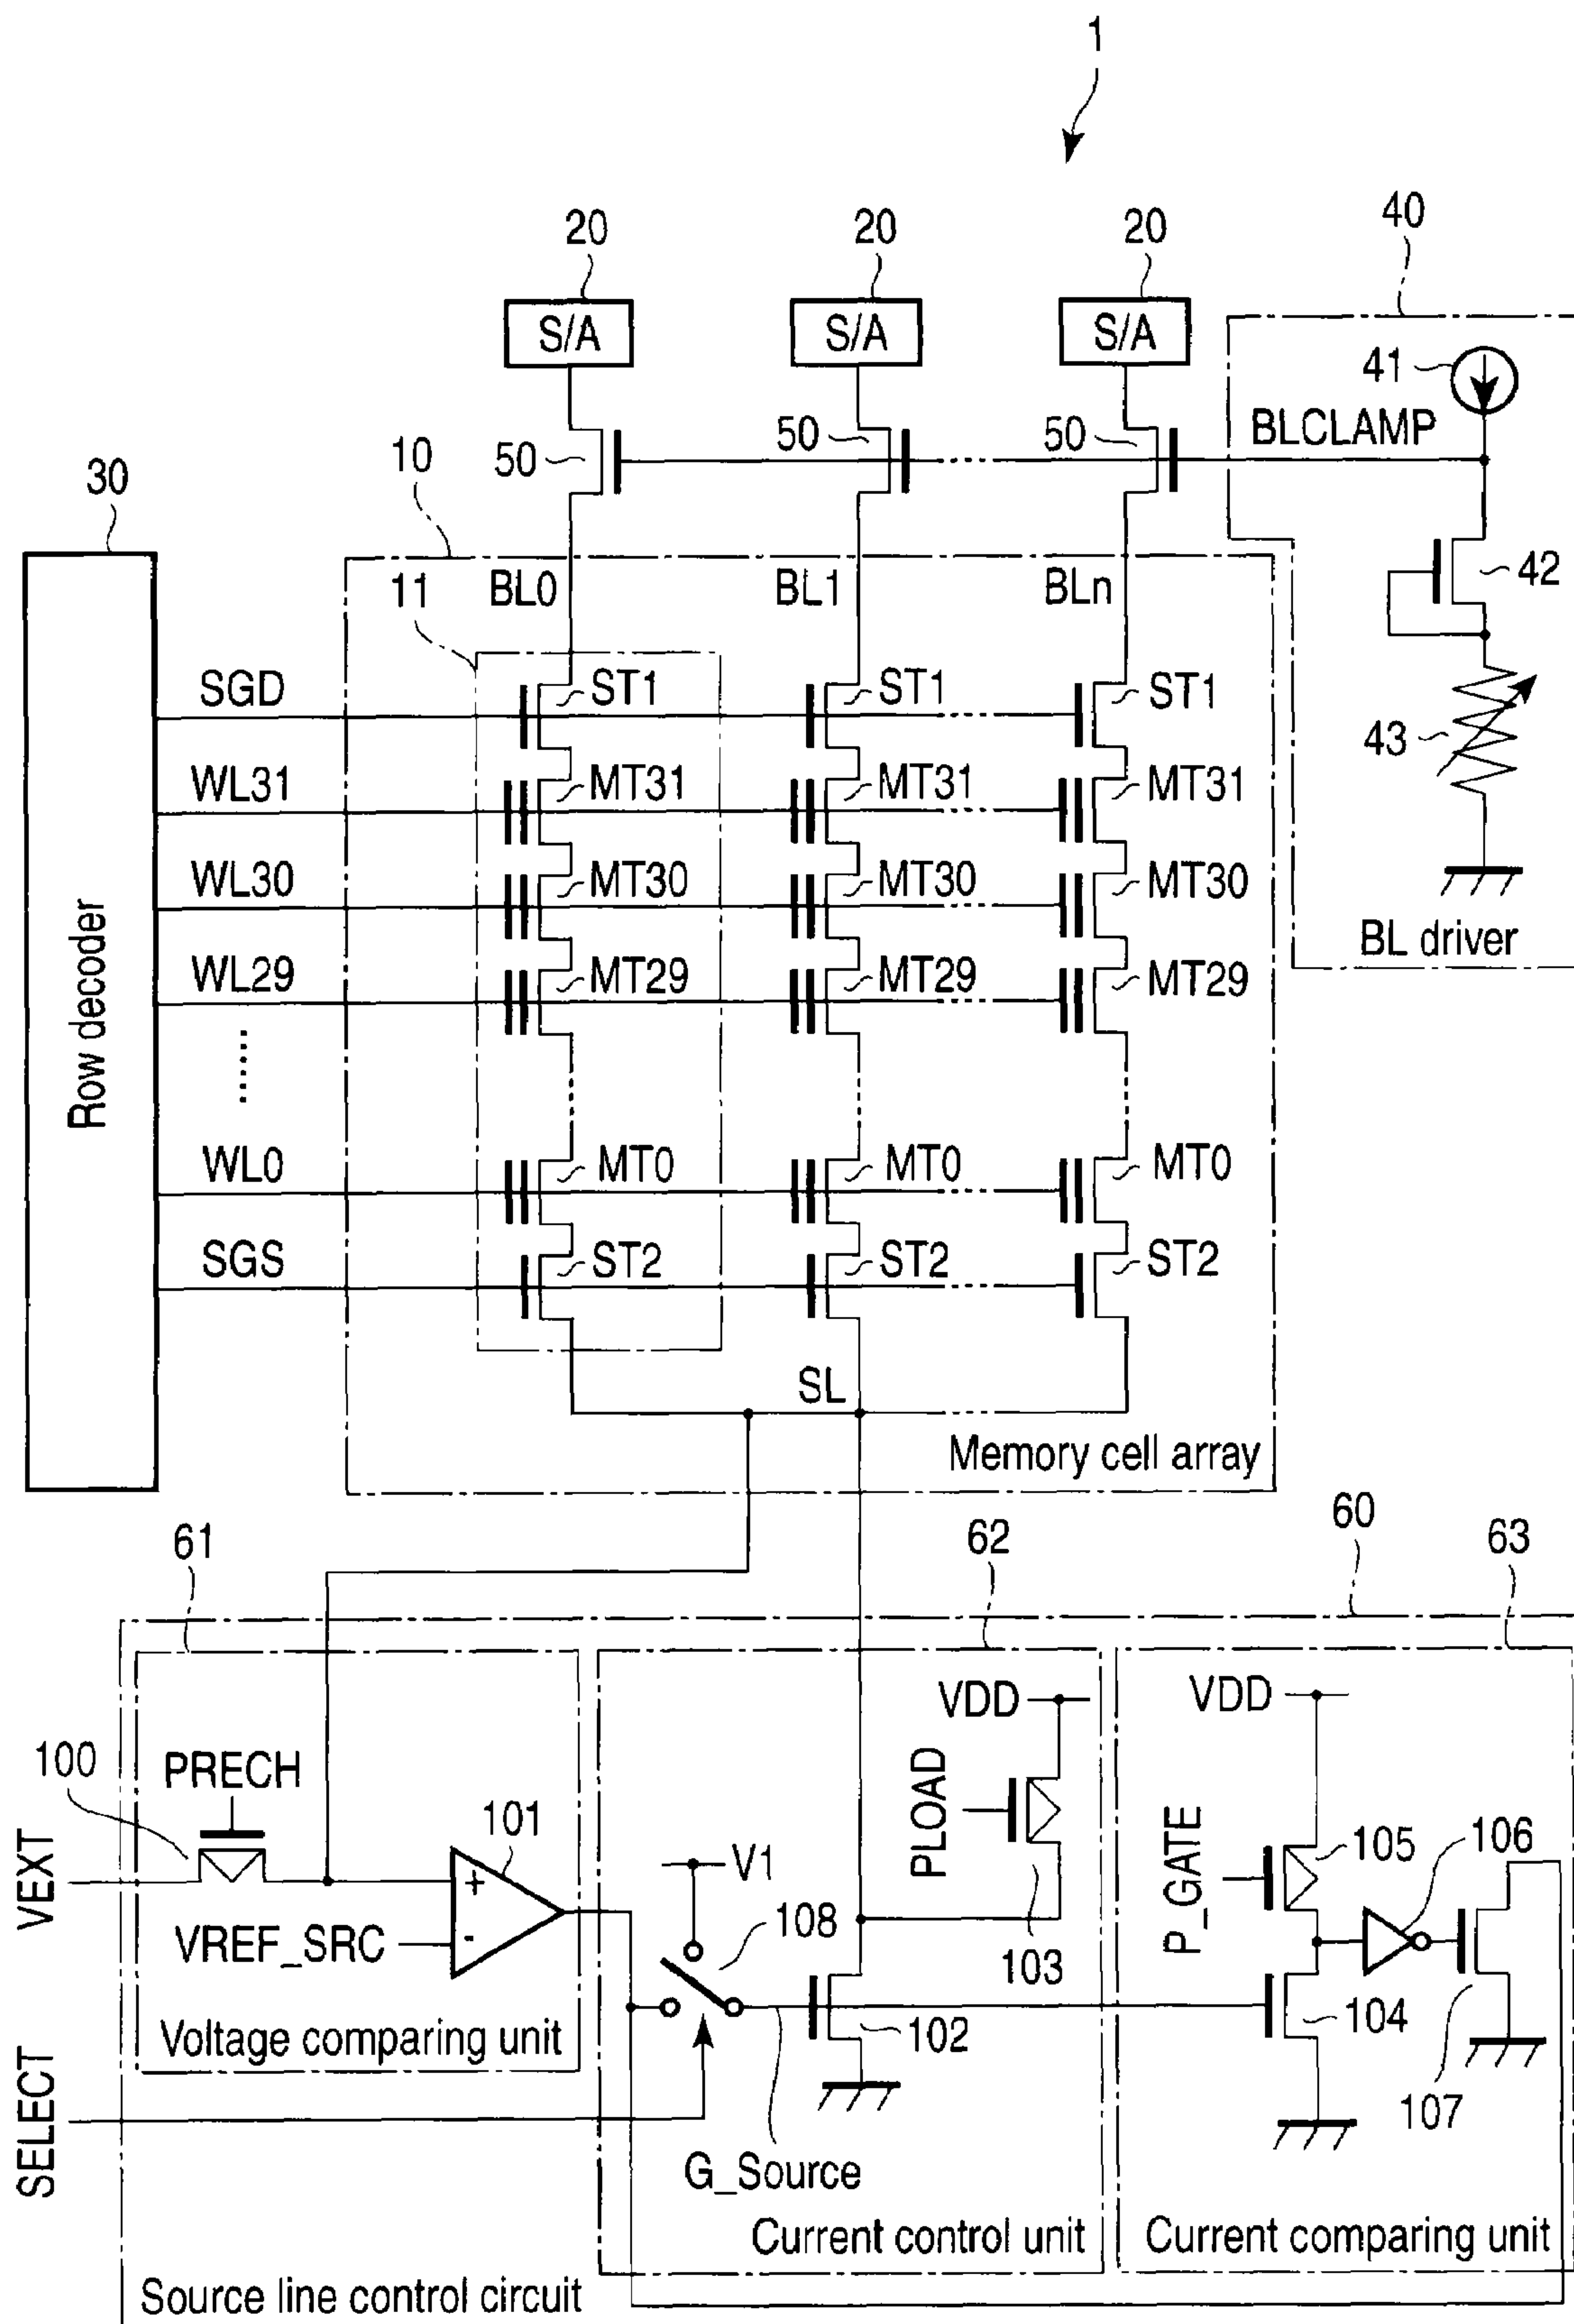 1
20 20 20 40
S/A S/A S/A
41
BLCLAMP
50 50 50
30 10
11 BL0 BL1 BLn
42
SGD ST1 ST1 ST1
43
WL31 MT31 MT31 MT31
WL30 MT30 MT30 MT30
BL driver
Row decoder
WL29 MT29 MT29 MT29
......
WL0 MT0 MT0 MT0
SGS ST2 ST2 ST2
SL
Memory cell array
61 62 60 63
VDD VDD
100 PRECH
101
PLOAD
P_GATE
105 106
VEXT
+
V1
VREF_SRC -
108
103
102
104
Voltage comparing unit
107
SELECT
G_Source
Current control unit
Current comparing unit
Source line control circuit